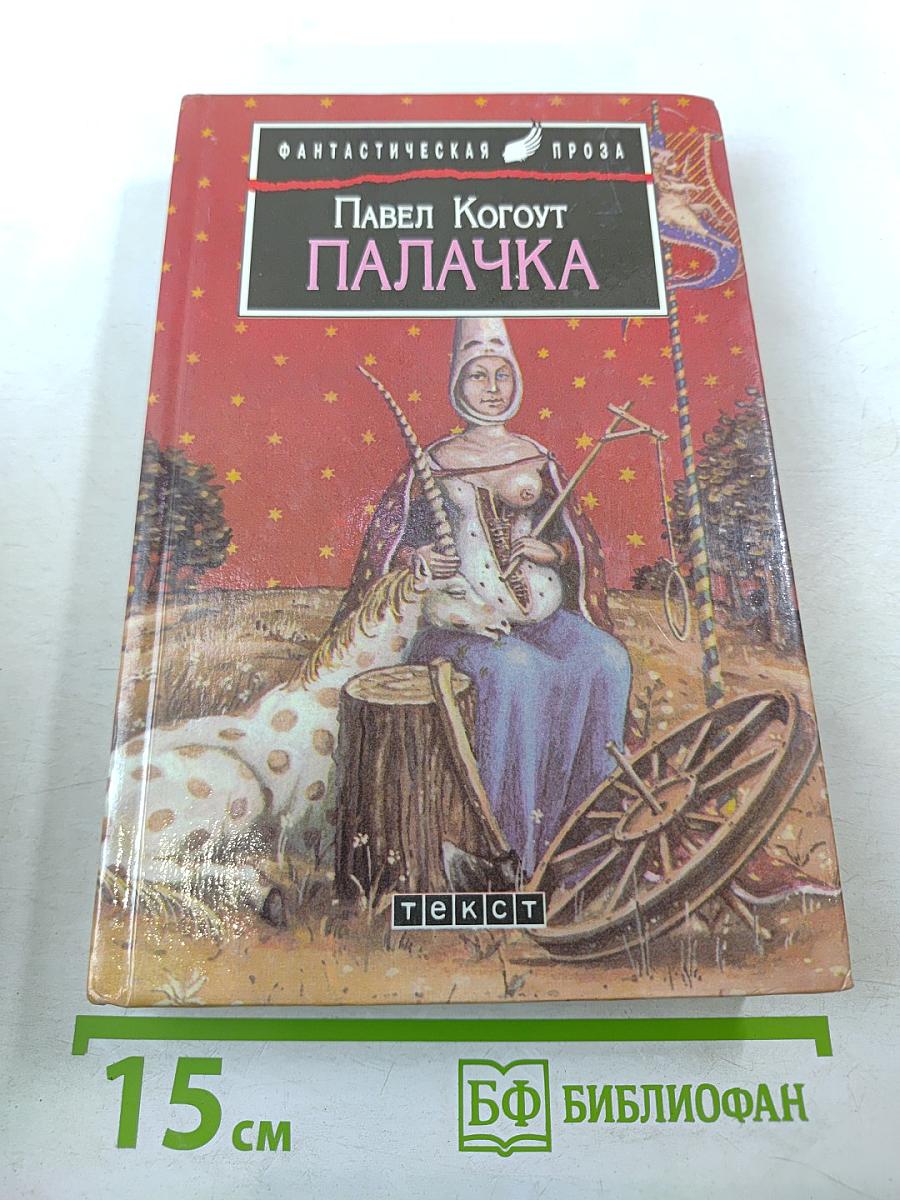 ФАНТАСТИЧЕСКАЯ ПРОЗА
ПАВЕЛ КОГОУТ
ПАЛАЧКА
ТеКСТ
15 см
БФ БИБЛИОФАН